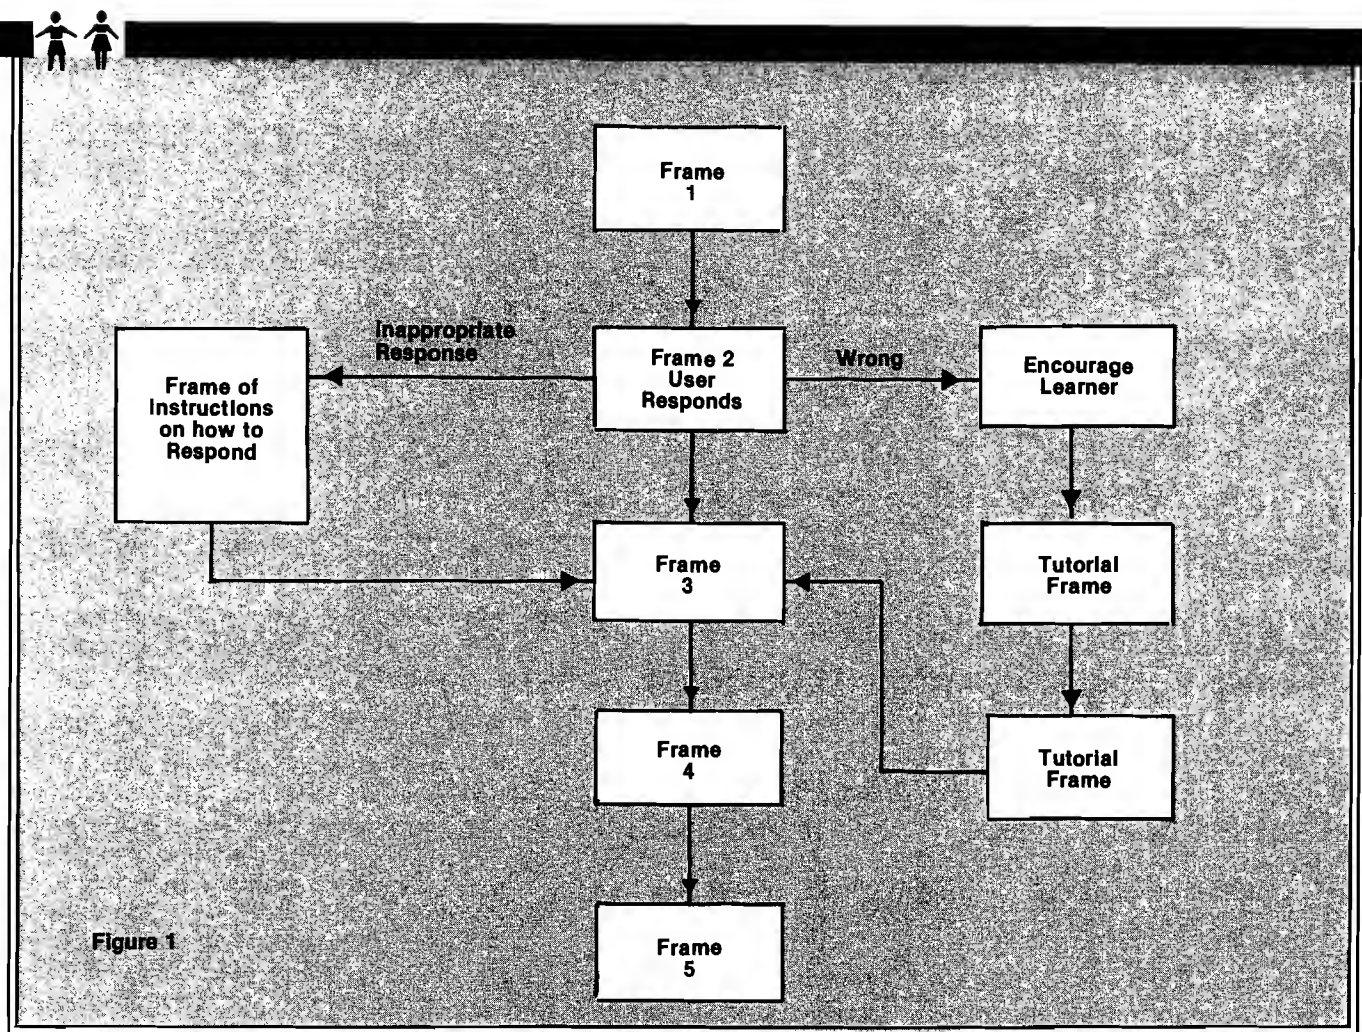 Frame
1
Inappropriate
Response
Frame 2
User
Responds
Wrong
Encourage
Learner
Frame of
Instructions
on how to
Respond
Frame
3
Tutorial
Frame
Frame
4
Tutorial
Frame
Frame
5
Figure 1